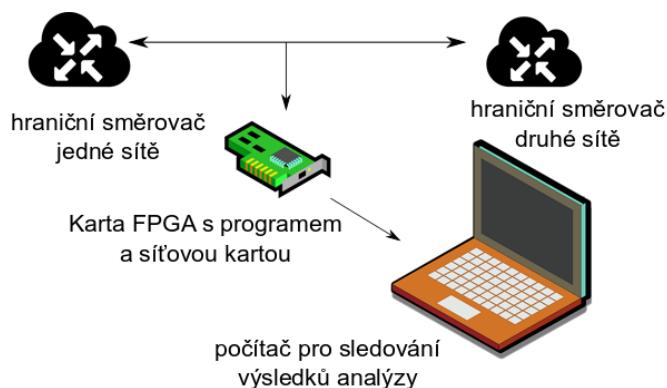 hraniční směrovač
jedné sítě
hraniční směrovač
druhé sítě
Karta FPGA s programem
a síťovou kartou
počítač pro sledování
výsledků analýzy